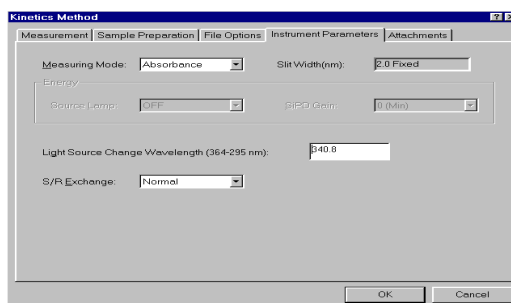 Kinetics Method
Measurement Sample Preparation File Options Instrument Parameters Attachments
Measuring Mode: Absorbance Slit Width(nm): 2.0 Fixed
Energy
Source Lamp: OFF SiPD Gain: 0 (Min)
Light Source Change Wavelength (364-295 nm): 340.8
S/R Exchange: Normal
OK Cancel